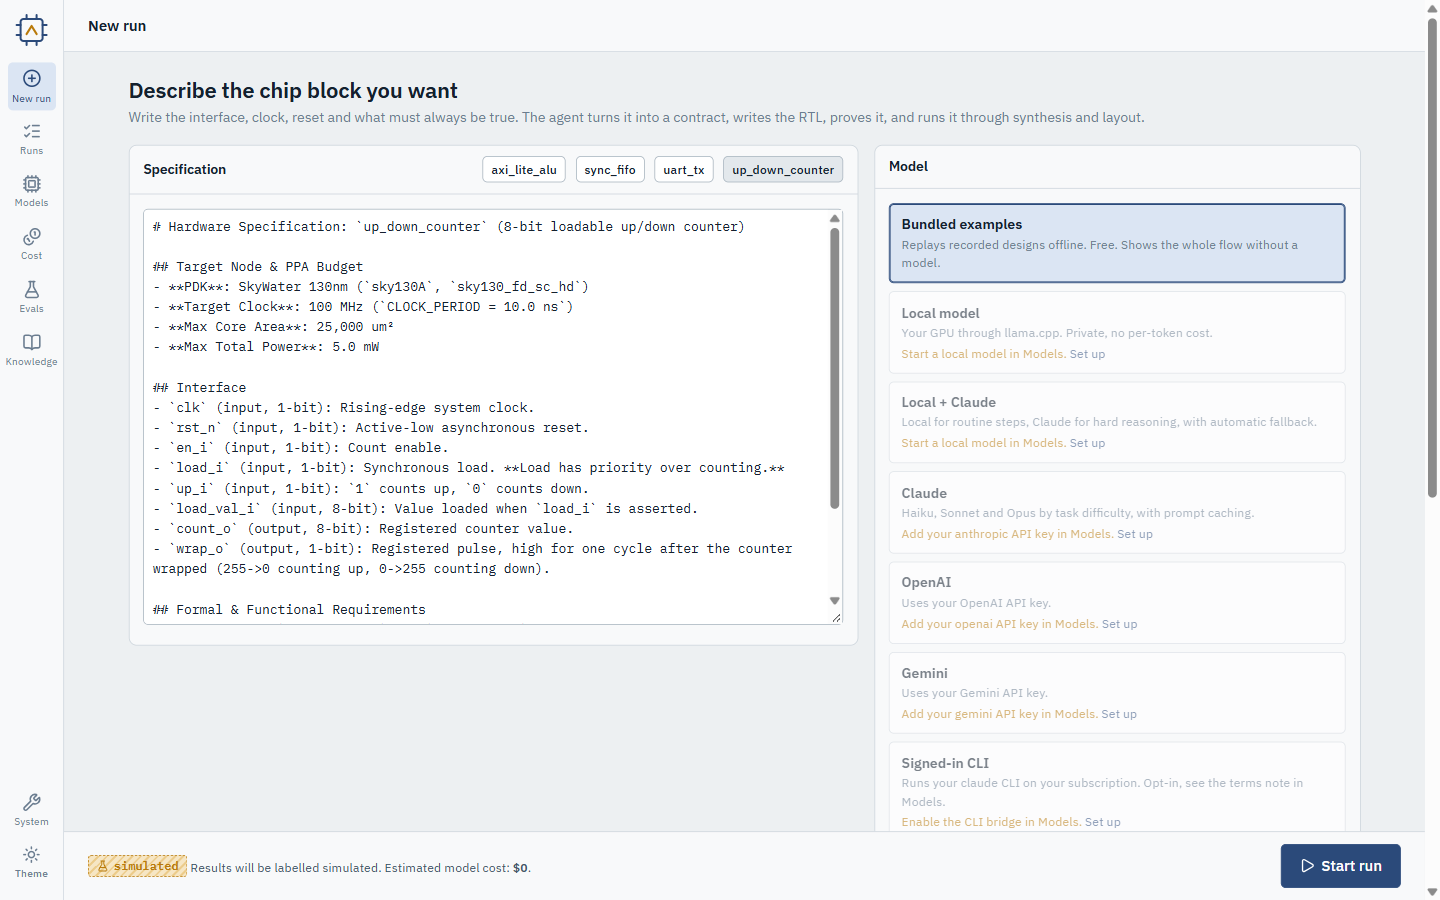 New run
New run
Runs
Models
Cost
Evals
Knowledge
System
Theme
Describe the chip block you want
Write the interface, clock, reset and what must always be true. The agent turns it into a contract, writes the RTL, proves it, and runs it through synthesis and layout.
Specification
axi_lite_alu
sync_fifo
uart_tx
up_down_counter
# Hardware Specification: `up_down_counter` (8-bit loadable up/down counter)
## Target Node & PPA Budget
- **PDK**: SkyWater 130nm (`sky130A`, `sky130_fd_sc_hd`)
- **Target Clock**: 100 MHz (`CLOCK_PERIOD = 10.0 ns`)
- **Max Core Area**: 25,000 um²
- **Max Total Power**: 5.0 mW
## Interface
- `clk` (input, 1-bit): Rising-edge system clock.
- `rst_n` (input, 1-bit): Active-low asynchronous reset.
- `en_i` (input, 1-bit): Count enable.
- `load_i` (input, 1-bit): Synchronous load. **Load has priority over counting.**
- `up_i` (input, 1-bit): `1` counts up, `0` counts down.
- `load_val_i` (input, 8-bit): Value loaded when `load_i` is asserted.
- `count_o` (output, 8-bit): Registered counter value.
- `wrap_o` (output, 1-bit): Registered pulse, high for one cycle after the counter
wrapped (255->0 counting up, 0->255 counting down).
## Formal & Functional Requirements
Model
Bundled examples
Replays recorded designs offline. Free. Shows the whole flow without a
model.
Local model
Your GPU through llama.cpp. Private, no per-token cost.
Start a local model in Models. Set up
Local + Claude
Local for routine steps, Claude for hard reasoning, with automatic fallback.
Start a local model in Models. Set up
Claude
Haiku, Sonnet and Opus by task difficulty, with prompt caching.
Add your anthropic API key in Models. Set up
OpenAI
Uses your OpenAI API key.
Add your openai API key in Models. Set up
Gemini
Uses your Gemini API key.
Add your gemini API key in Models. Set up
Signed-in CLI
Runs your claude CLI on your subscription. Opt-in, see the terms note in
Models.
Enable the CLI bridge in Models. Set up
simulated Results will be labelled simulated. Estimated model cost: $0.
Start run